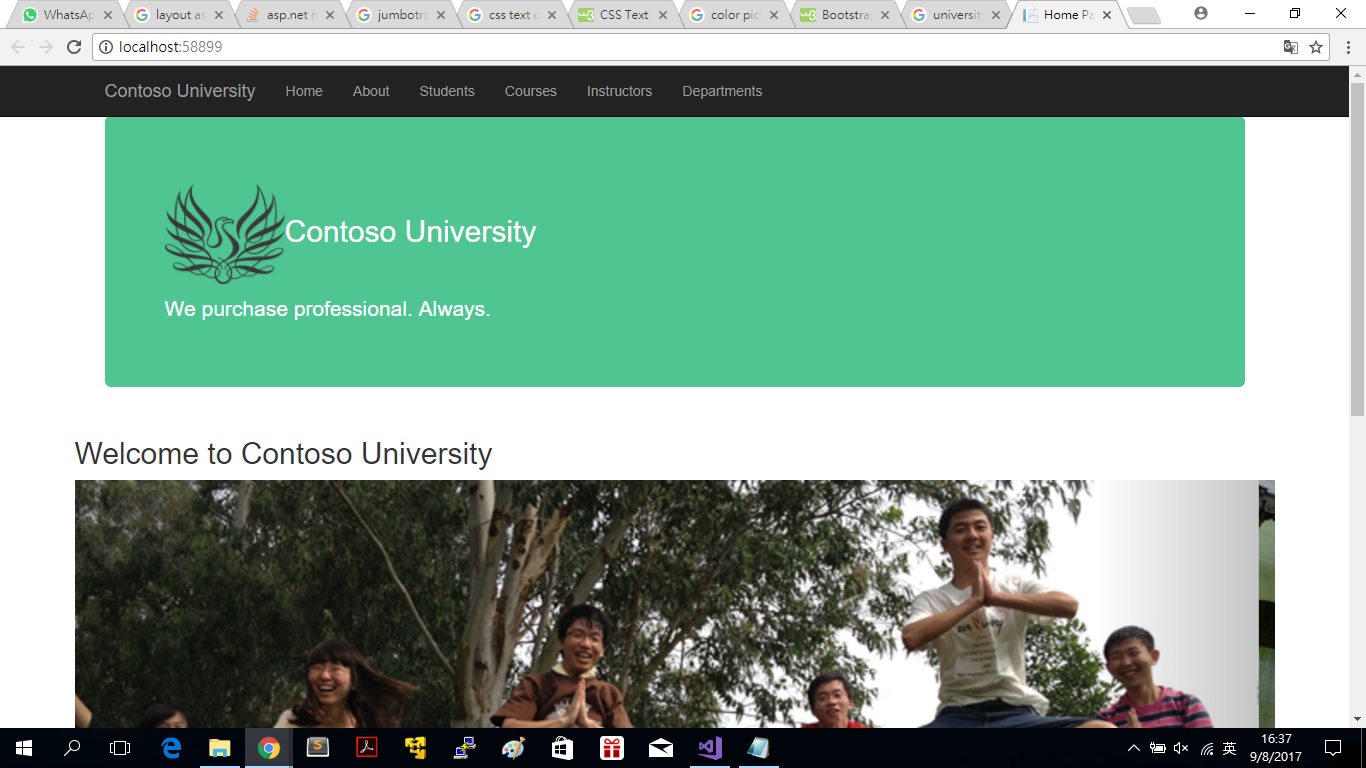 WhatsAp
layout as
asp.net n
jumbotro
css text c
CSS Text
color pic
Bootstrap
universit
Home Pa
localhost:58899
Contoso University Home About Students Courses Instructors Departments
Contoso University
We purchase professional. Always.
Welcome to Contoso University
英
16:37
9/8/2017